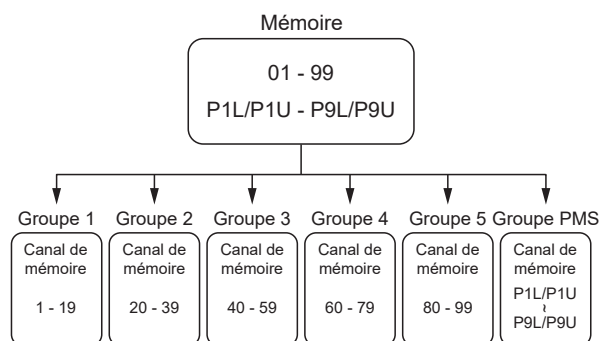 Mémoire
01 - 99
P1L/P1U - P9L/P9U
Groupe 1
Canal de
mémoire
1 - 19
Groupe 2
Canal de
mémoire
20 - 39
Groupe 3
Canal de
mémoire
40 - 59
Groupe 4
Canal de
mémoire
60 - 79
Groupe 5
Canal de
mémoire
80 - 99
Groupe PMS
Canal de
mémoire
P1L/P1U
~
P9L/P9U